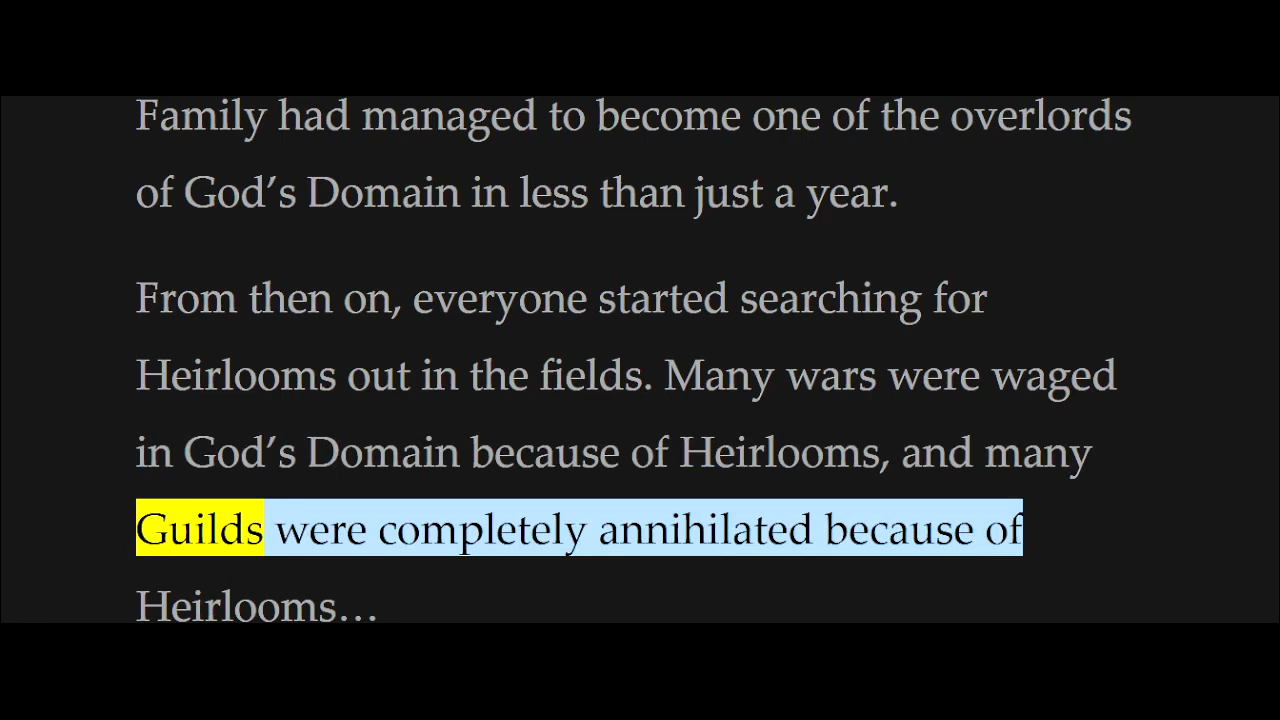 Family had managed to become one of the overlords
of God’s Domain in less than just a year.
From then on, everyone started searching for
Heirlooms out in the fields. Many wars were waged
in God’s Domain because of Heirlooms, and many
Guilds were completely annihilated because of
Heirlooms…